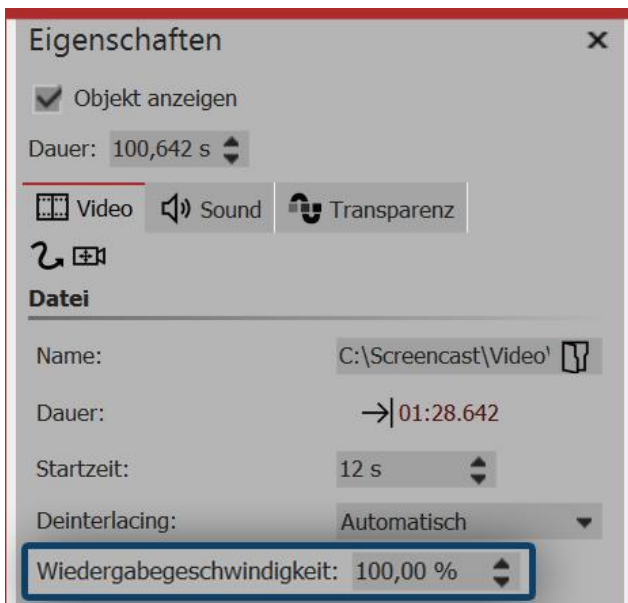 Eigenschaften
Objekt anzeigen
Dauer: 100,642 s
Video Sound Transparenz
Datei
Name: C:\Screencast\Video\
Dauer: 01:28.642
Startzeit: 12 s
Deinterlacing: Automatisch
Wiedergabegeschwindigkeit: 100,00 %